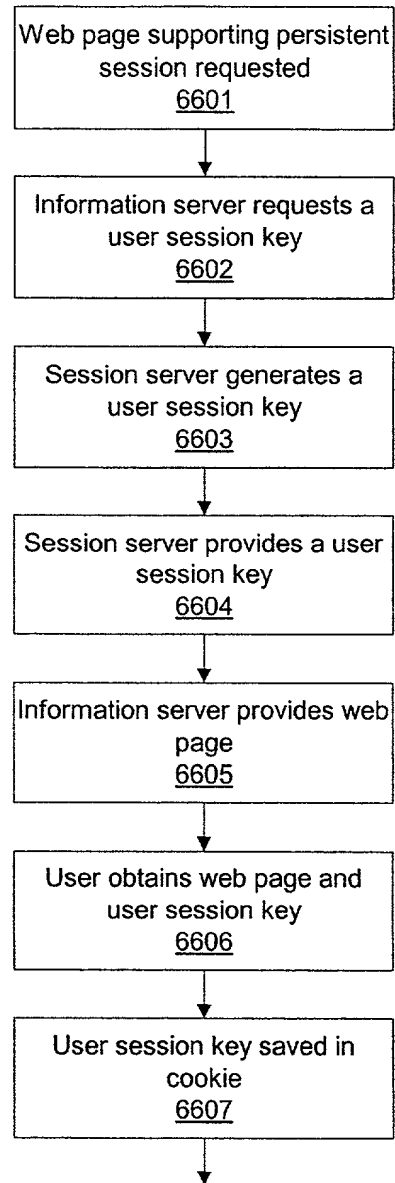 Web page supporting persistent
session requested
6601
Information server requests a
user session key
6602
Session server generates a
user session key
6603
Session server provides a user
session key
6604
Information server provides web
page
6605
User obtains web page and
user session key
6606
User session key saved in
cookie
6607